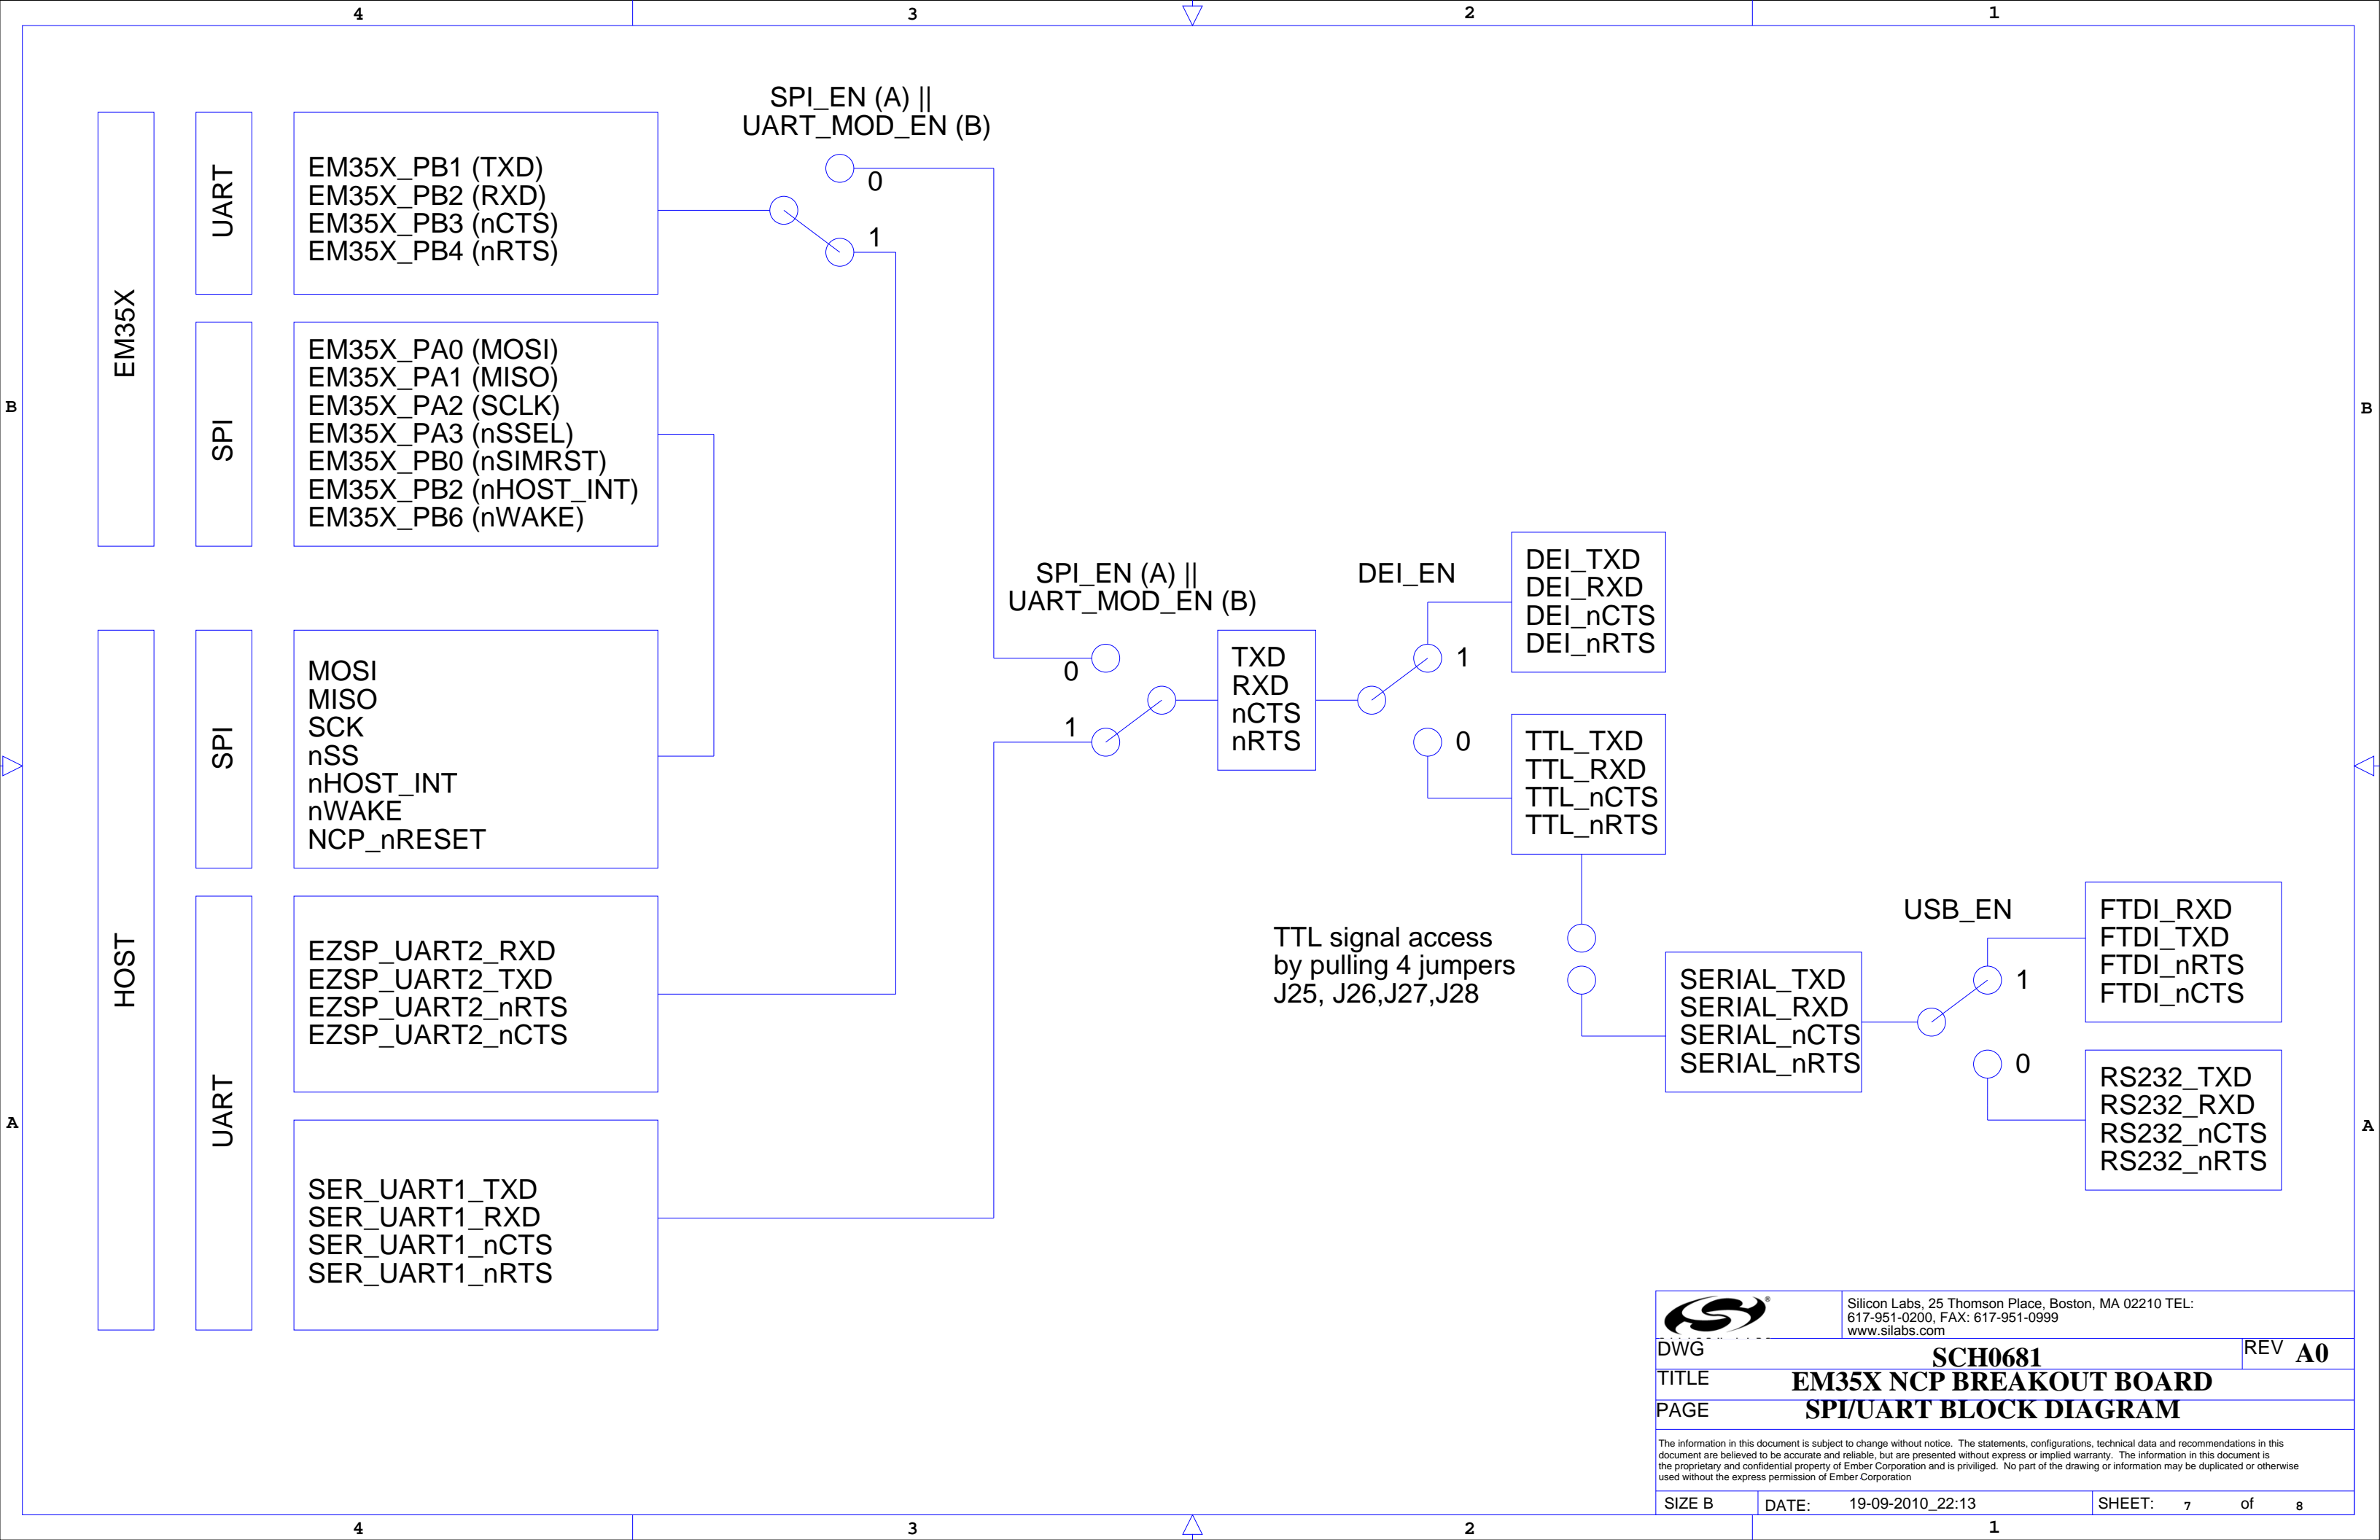 4 3 2 1
SPI_EN (A) ||
UART_MOD_EN (B)
0
1
EM35X
UART
EM35X_PB1 (TXD)
EM35X_PB2 (RXD)
EM35X_PB3 (nCTS)
EM35X_PB4 (nRTS)
SPI
EM35X_PA0 (MOSI)
EM35X_PA1 (MISO)
EM35X_PA2 (SCLK)
EM35X_PA3 (nSSEL)
EM35X_PB0 (nSIMRST)
EM35X_PB2 (nHOST_INT)
EM35X_PB6 (nWAKE)
B
B
HOST
SPI
MOSI
MISO
SCK
nSS
nHOST_INT
nWAKE
NCP_nRESET
UART
EZSP_UART2_RXD
EZSP_UART2_TXD
EZSP_UART2_nRTS
EZSP_UART2_nCTS
SER_UART1_TXD
SER_UART1_RXD
SER_UART1_nCTS
SER_UART1_nRTS
SPI_EN (A) ||
UART_MOD_EN (B)
0
1
TXD
RXD
nCTS
nRTS
DEI_EN
1
0
DEI_TXD
DEI_RXD
DEI_nCTS
DEI_nRTS
TTL_TXD
TTL_RXD
TTL_nCTS
TTL_nRTS
TTL signal access
by pulling 4 jumpers
J25, J26,J27,J28
SERIAL_TXD
SERIAL_RXD
SERIAL_nCTS
SERIAL_nRTS
USB_EN
1
0
FTDI_RXD
FTDI_TXD
FTDI_nRTS
FTDI_nCTS
RS232_TXD
RS232_RXD
RS232_nCTS
RS232_nRTS
A
A
®
Silicon Labs, 25 Thomson Place, Boston, MA 02210 TEL:
617-951-0200, FAX: 617-951-0999
www.silabs.com
DWG SCH0681 REV A0
TITLE EM35X NCP BREAKOUT BOARD
PAGE SPI/UART BLOCK DIAGRAM
The information in this document is subject to change without notice. The statements, configurations, technical data and recommendations in this
document are believed to be accurate and reliable, but are presented without express or implied warranty. The information in this document is
the proprietary and confidential property of Ember Corporation and is priviliged. No part of the drawing or information may be duplicated or otherwise
used without the express permission of Ember Corporation
SIZE B DATE: 19-09-2010_22:13 SHEET: 7 of 8
4 3 2 1